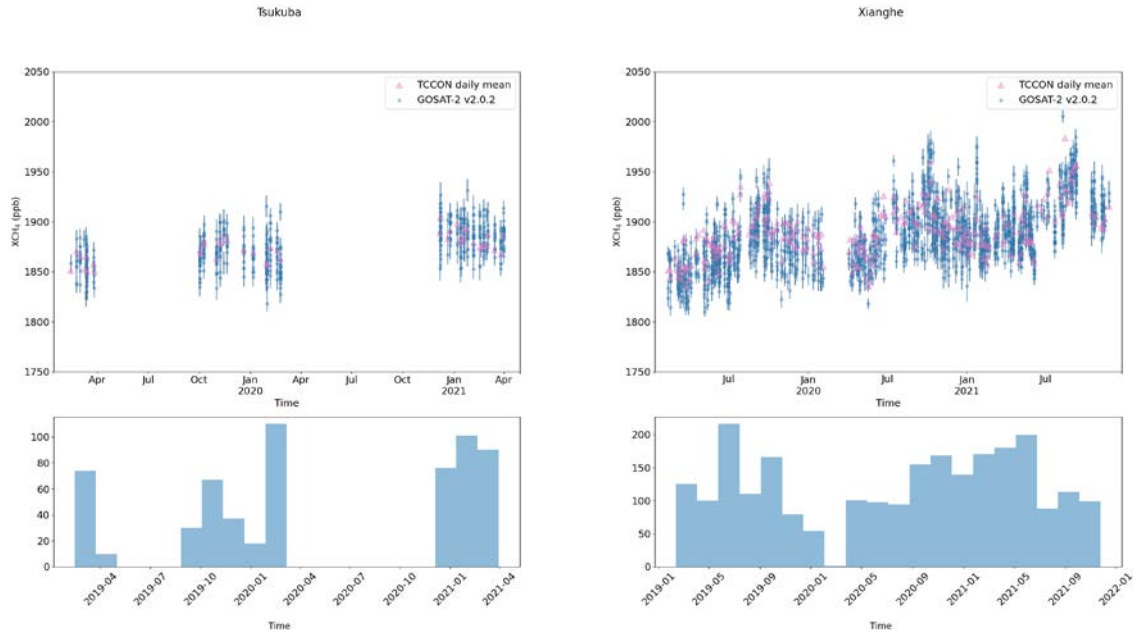 Tsukuba
2050
2000
1950
1900
1850
1800
1750
XCH₄ (ppb)
TCCON daily mean
GOSAT-2 v2.0.2
Apr
Jul
Oct
Jan
2020
Apr
Jul
Oct
Jan
2021
Apr
Time
100
80
60
40
20
0
2019-04
2019-07
2019-10
2020-01
2020-04
2020-07
2020-10
2021-01
2021-04
Time
Xianghe
2050
2000
1950
1900
1850
1800
1750
XCH₄ (ppb)
TCCON daily mean
GOSAT-2 v2.0.2
Jul
Jan
2020
Jul
Jan
2021
Jul
Time
200
150
100
50
0
2019-01
2019-05
2019-09
2020-01
2020-05
2020-09
2021-01
2021-05
2021-09
2022-01
Time